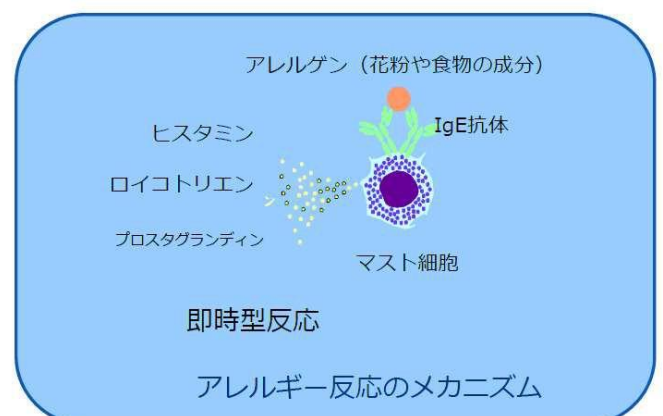 アレルゲン（花粉や食物の成分）
IgE抗体
ヒスタミン
ロイコトリエン
プロスタグランディン
マスト細胞
即時型反応
アレルギー反応のメカニズム